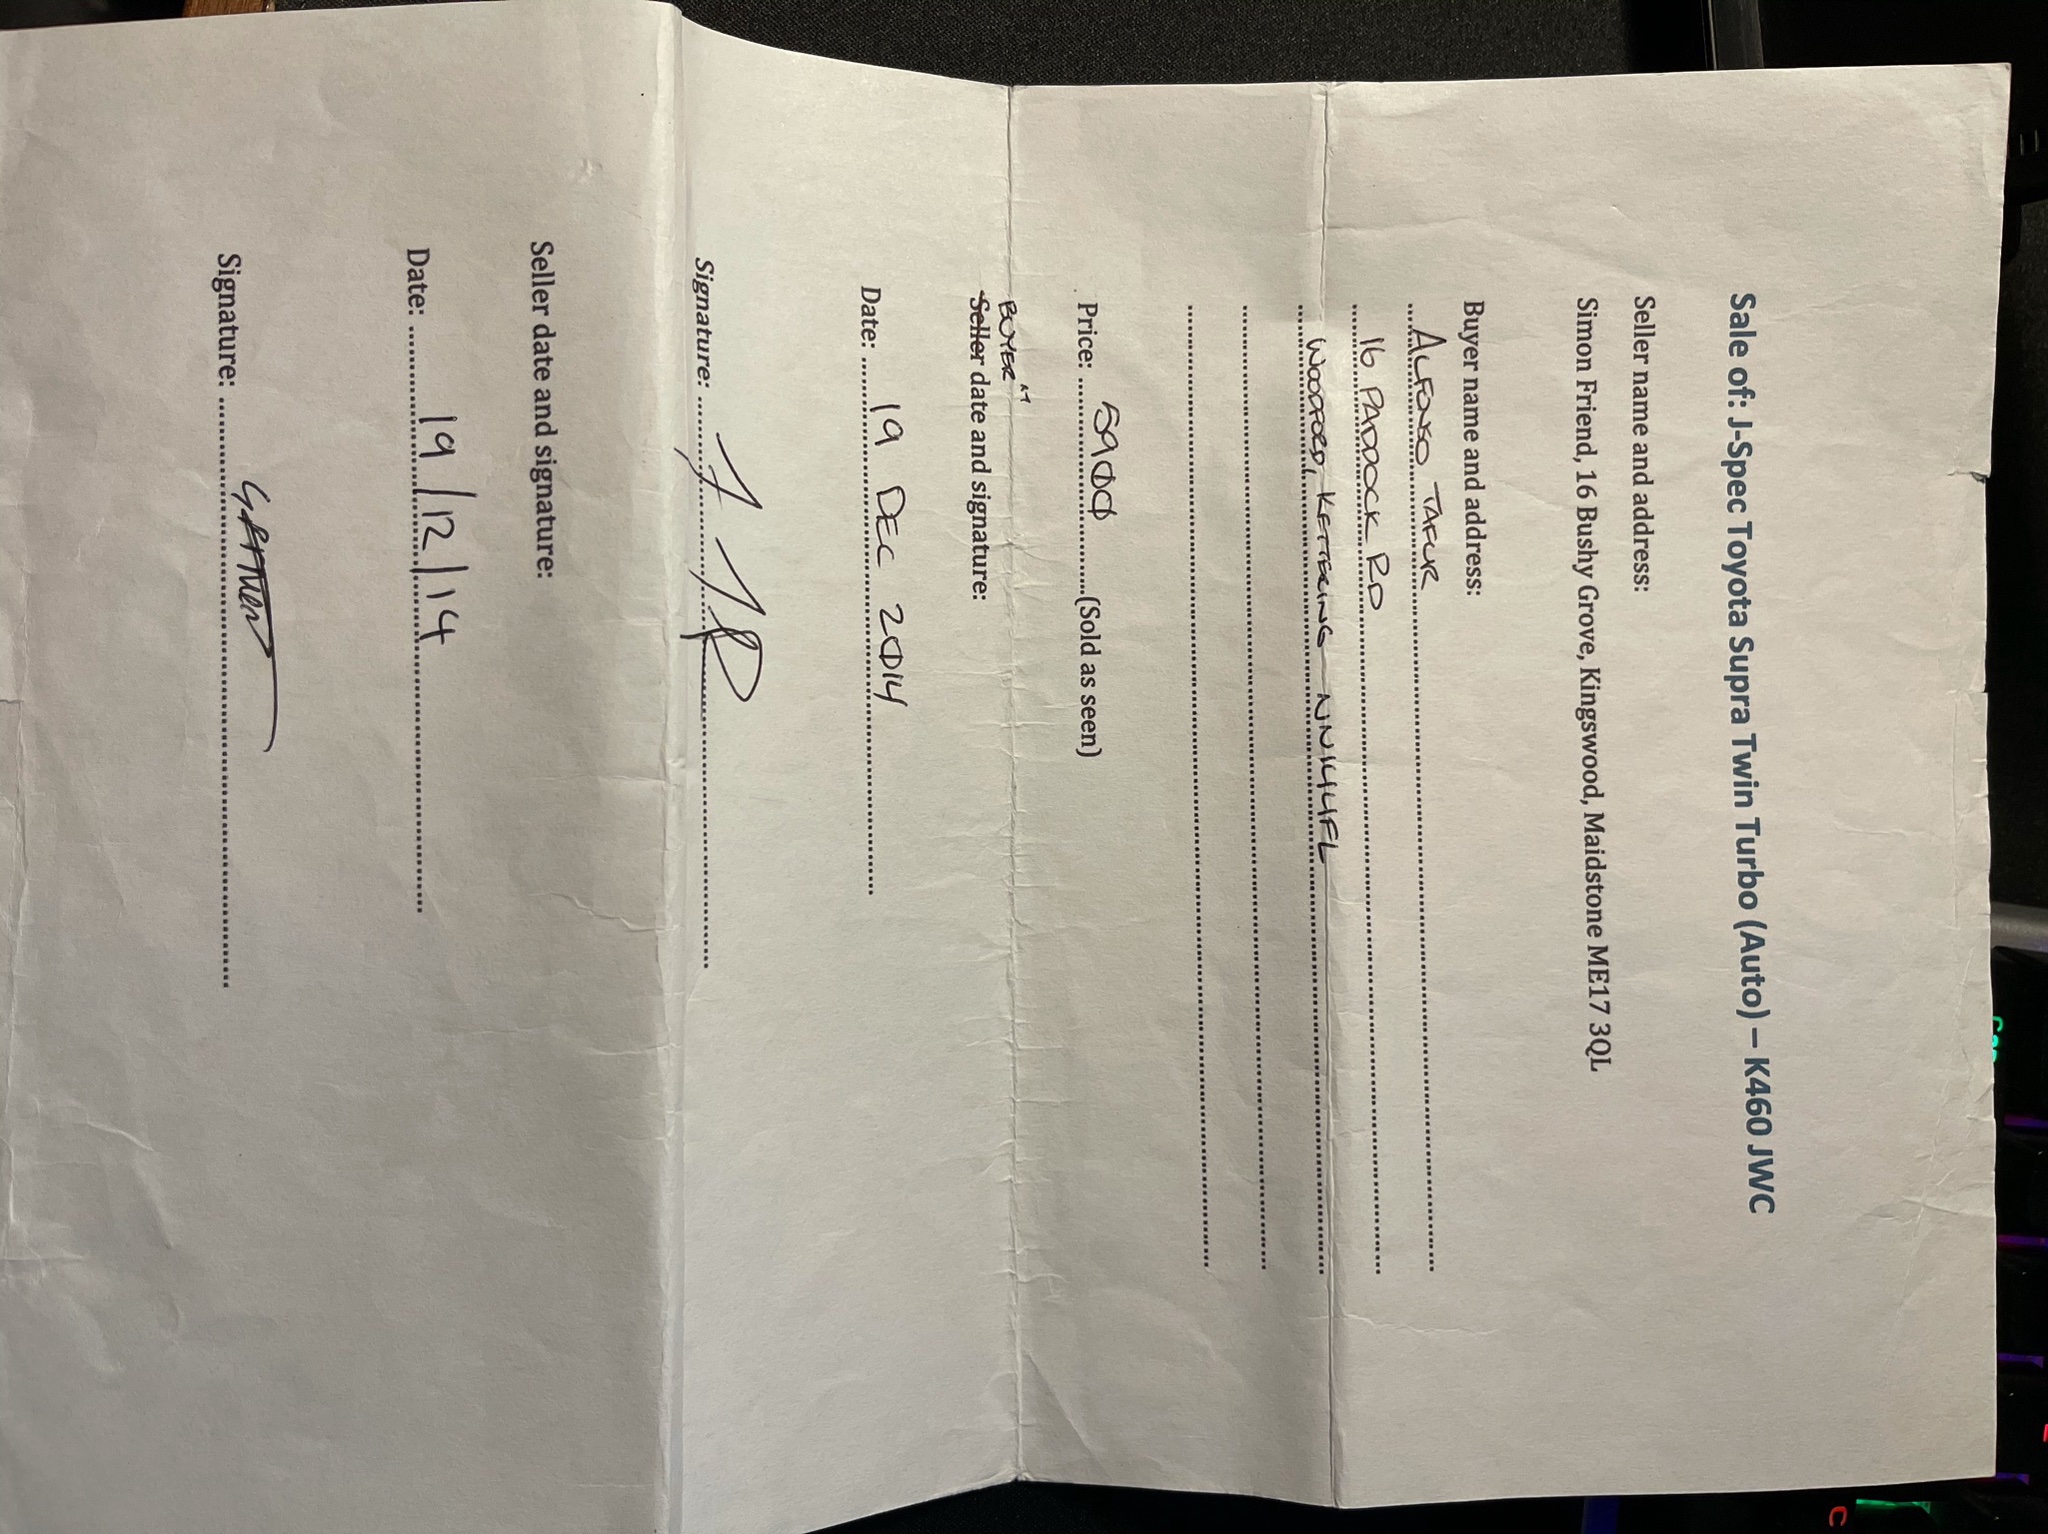 Sale of: J-Spec Toyota Supra Twin Turbo (Auto) – K460 JWC
Seller name and address:
Simon Friend, 16 Bushy Grove, Kingswood, Maidstone ME17 3QL
Buyer name and address:
ALFONSO TAFUR
16 PADDOCK RD
WOODFORD, KETTERING NN14 4FL
Price: 5900 (Sold as seen)
BUYER
Seller date and signature:
Date: 19 DEC 2014
Signature:
Seller date and signature:
Date: 19/12/14
Signature: